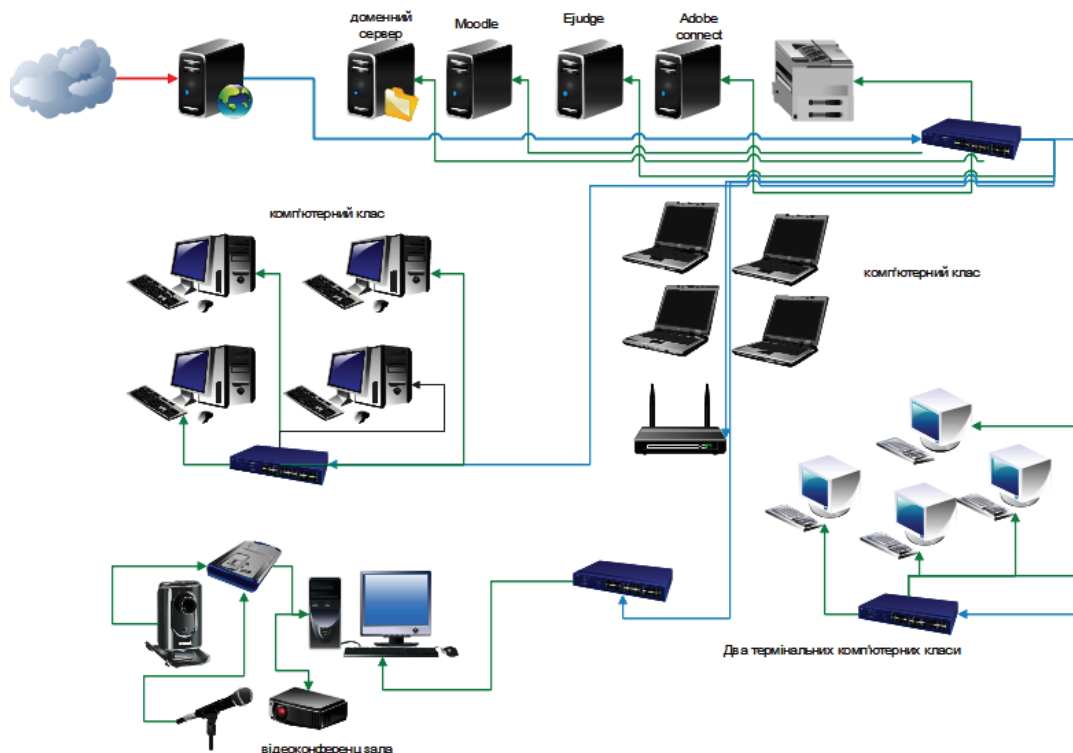 доменний
сервер
Moodle
Ejudge
Adobe
connect
комп'ютерний клас
комп'ютерний клас
Два термінальних комп'ютерних класи
відеоконференц зала